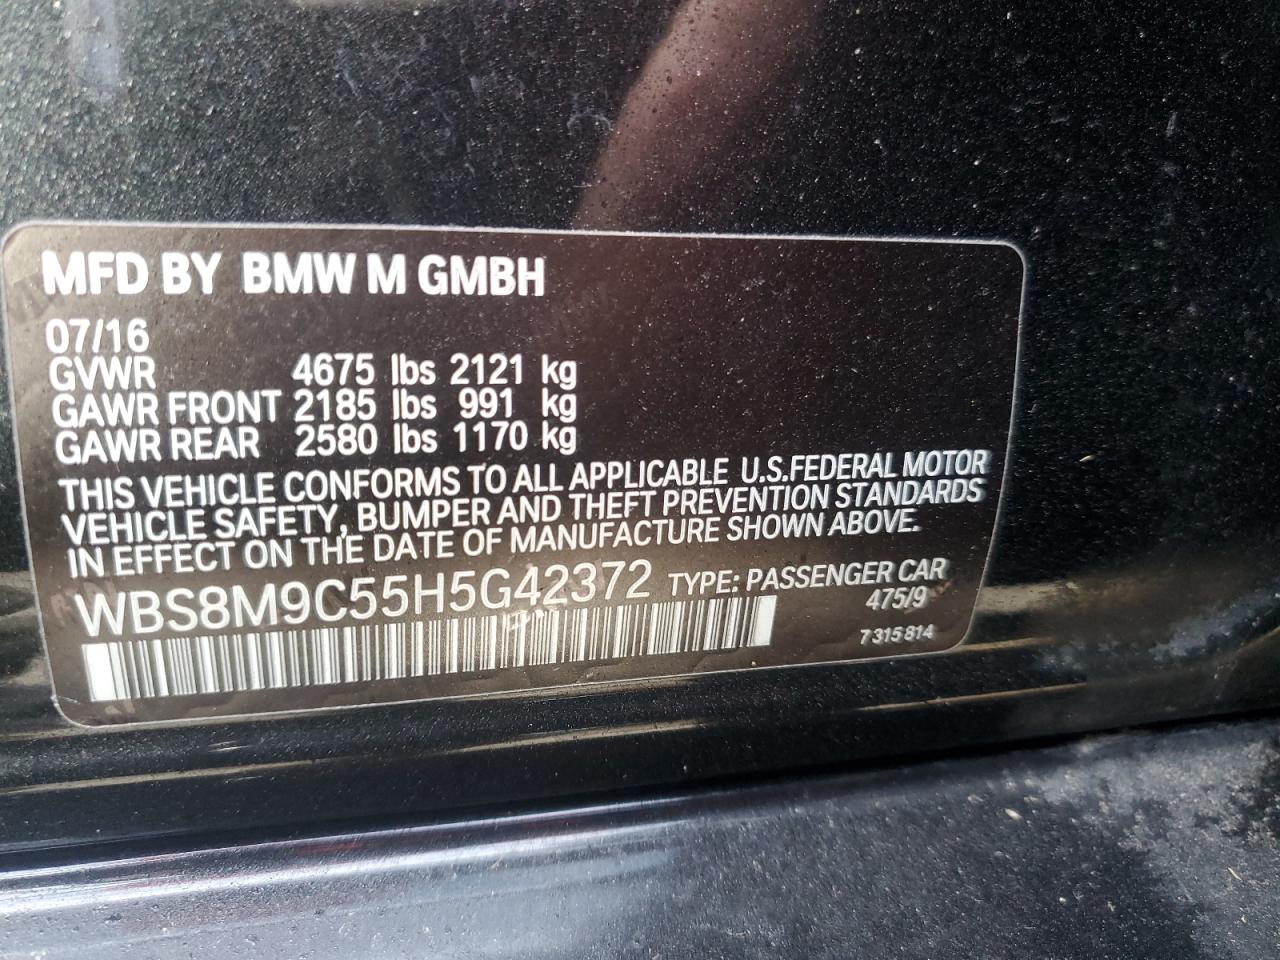 MFD BY BMW M GMBH
07/16
GVWR 4675 lbs 2121 kg
GAWR FRONT 2185 lbs 991 kg
GAWR REAR 2580 lbs 1170 kg
THIS VEHICLE CONFORMS TO ALL APPLICABLE U.S.FEDERAL MOTOR
VEHICLE SAFETY, BUMPER AND THEFT PREVENTION STANDARDS
IN EFFECT ON THE DATE OF MANUFACTURE SHOWN ABOVE.
WBS8M9C55H5G42372 TYPE: PASSENGER CAR
475/9
7 315 814